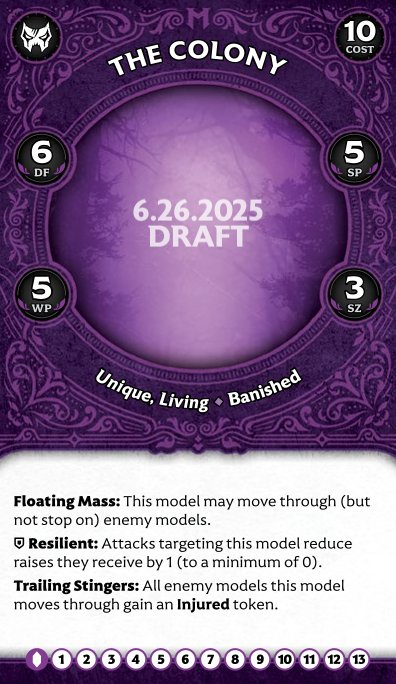 THE COLONY
10
COST
6
DF
5
SP
6.26.2025
DRAFT
5
WP
3
SZ
Unique, Living ◆ Banished
Floating Mass: This model may move through (but
not stop on) enemy models.
Resilient: Attacks targeting this model reduce
raises they receive by 1 (to a minimum of 0).
Trailing Stingers: All enemy models this model
moves through gain an Injured token.
1 2 3 4 5 6 7 8 9 10 11 12 13